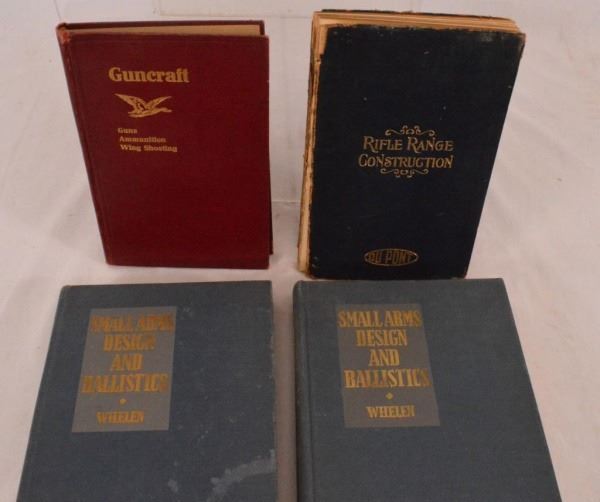 Guncraft
Guns
Ammunition
Wing Shooting
RIFLE RANGE
CONSTRUCTION
DU PONT
SMALL ARMS
DESIGN
AND
BALLISTICS
WHELEN
SMALL ARMS
DESIGN
AND
BALLISTICS
WHELEN